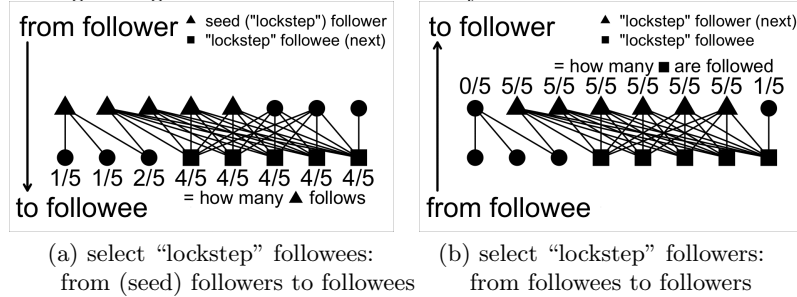 from follower
▲ seed ("lockstep") follower
■ "lockstep" followee (next)
1/5 1/5 2/5 4/5 4/5 4/5 4/5 4/5
= how many ▲ follows
to followee
(a) select “lockstep” followees:
from (seed) followers to followees
to follower
▲ "lockstep" follower (next)
■ "lockstep" followee
= how many ■ are followed
0/5 5/5 5/5 5/5 5/5 5/5 5/5 1/5
from followee
(b) select “lockstep” followers:
from followees to followers